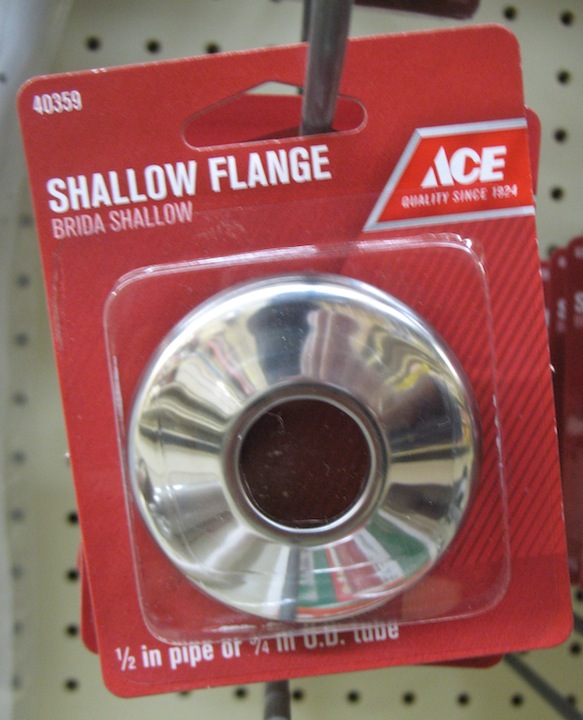 40359
SHALLOW FLANGE
BRIDA SHALLOW
ACE
QUALITY SINCE 1924
½ in pipe or ¾ in O.D. tube